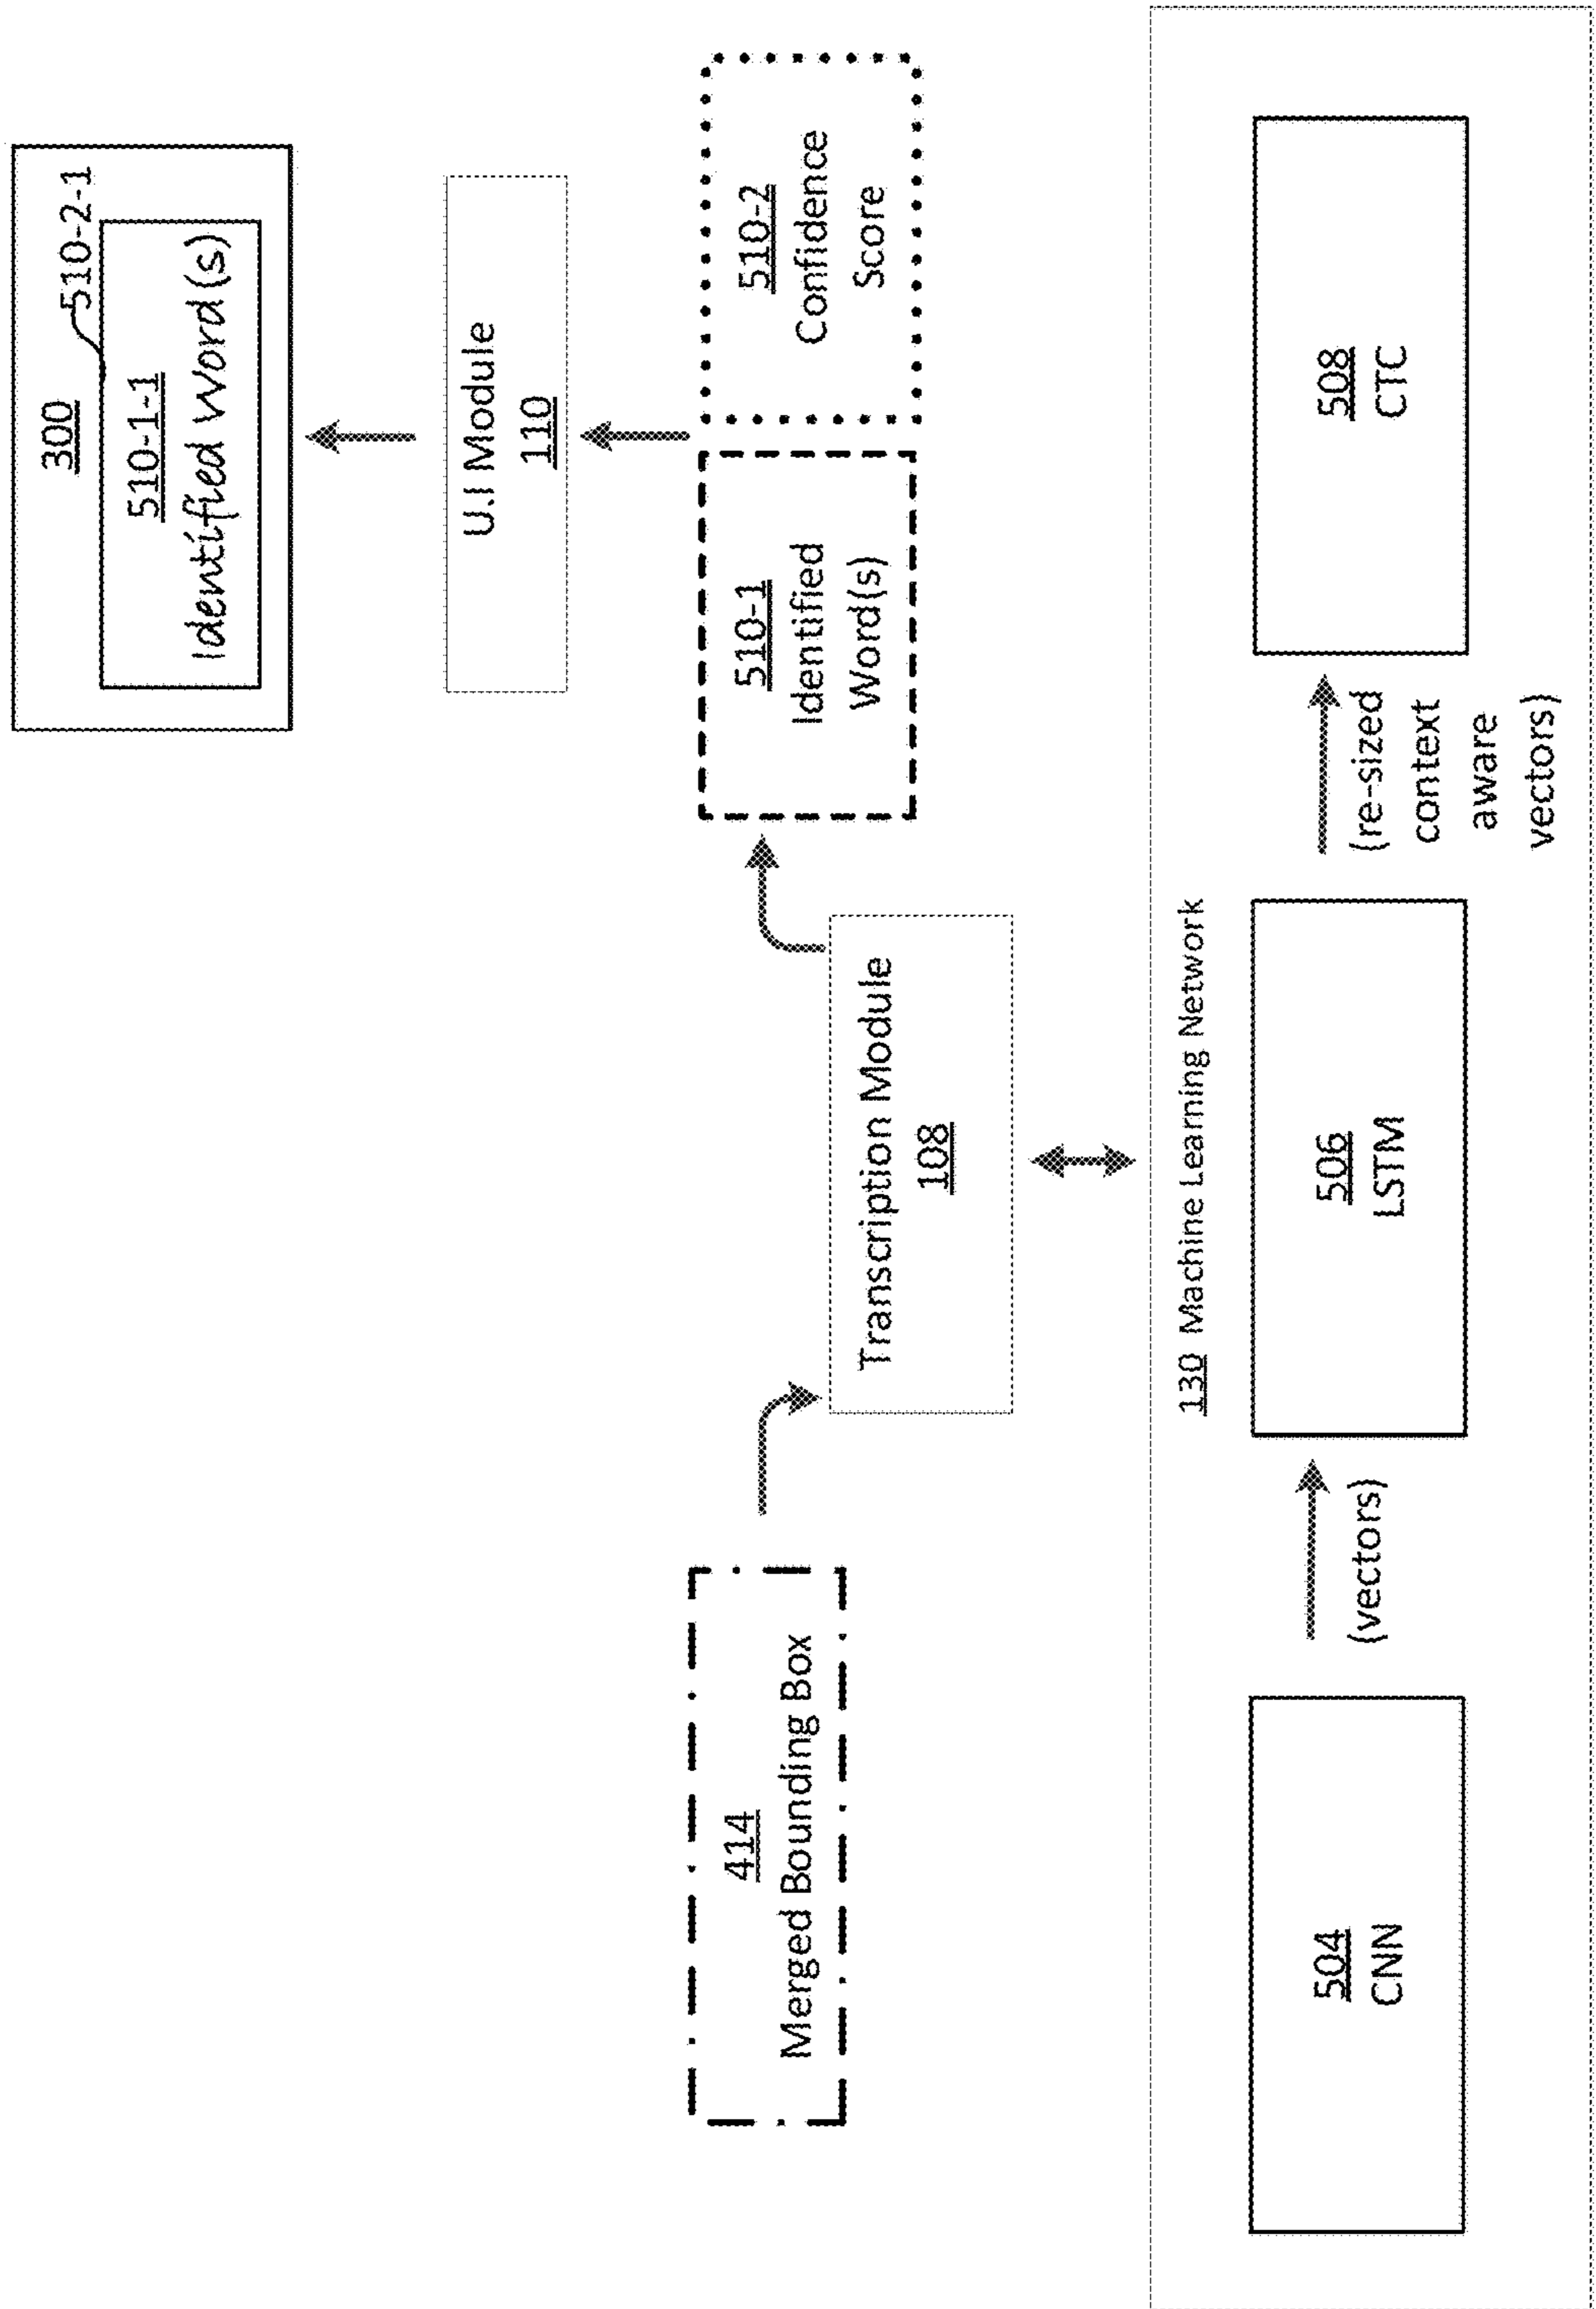 300
510-2-1
510-1-1
Identified Word(s)
U.I Module
110
510-1
Identified
Word(s)
510-2
Confidence
Score
414
Merged Bounding Box
Transcription Module
108
130 Machine Learning Network
504
CNN
(vectors)
506
LSTM
(re-sized
context
aware
vectors)
508
CTC